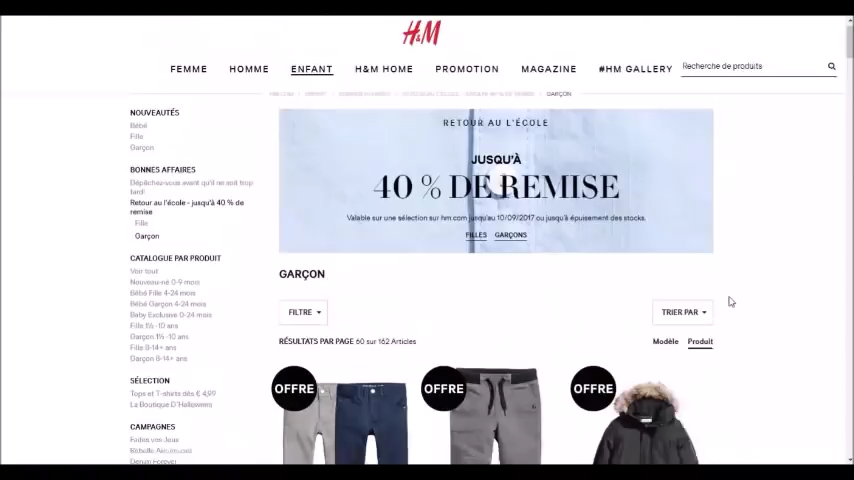 H&M
FEMME HOMME ENFANT H&M HOME PROMOTION MAGAZINE #HM GALLERY Recherche de produits
GARÇON
NOUVEAUTÉS
Bébé
Fille
Garçon
BONNES AFFAIRES
Dépêchez-vous avant qu'il ne soit trop
tard!
Retour au l'école - jusqu'à 40 % de
remise
Fille
Garçon
CATALOGUE PAR PRODUIT
Voir tout
Nouveau-né 0-9 mois
Bébé Fille 4-24 mois
Bébé Garçon 4-24 mois
Baby Exclusive 0-24 mois
Fille 1½ -10 ans
Garçon 1½ -10 ans
Fille 8-14+ ans
Garçon 8-14+ ans
SÉLECTION
Tops et T-shirts dès € 4,99
La Boutique D'Halloween
CAMPAGNES
Faites vos Jeux
RETOUR AU L'ÉCOLE
JUSQU'À
40 % DE REMISE
Valable sur une sélection sur hm.com jusqu'au 10/09/2017 ou jusqu'à épuisement des stocks.
FILLES GARÇONS
GARÇON
FILTRE TRIER PAR
RÉSULTATS PAR PAGE 60 sur 162 Articles Modèle Produit
OFFRE OFFRE OFFRE